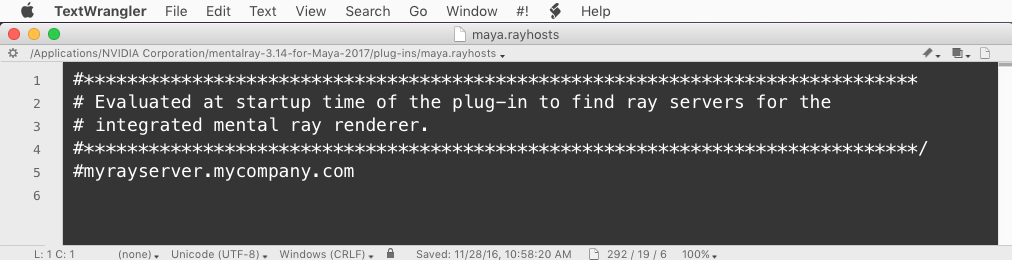 TextWrangler File Edit Text View Search Go Window #! Help
maya.rayhosts
/Applications/NVIDIA Corporation/mentalray-3.14-for-Maya-2017/plug-ins/maya.rayhosts
1 #*****************************************************************************
2 # Evaluated at startup time of the plug-in to find ray servers for the
3 # integrated mental ray renderer.
4 #*****************************************************************************/
5 #myrayserver.mycompany.com
6
L: 1 C: 1 (none) Unicode (UTF-8) Windows (CRLF) Saved: 11/28/16, 10:58:20 AM 292 / 19 / 6 100%